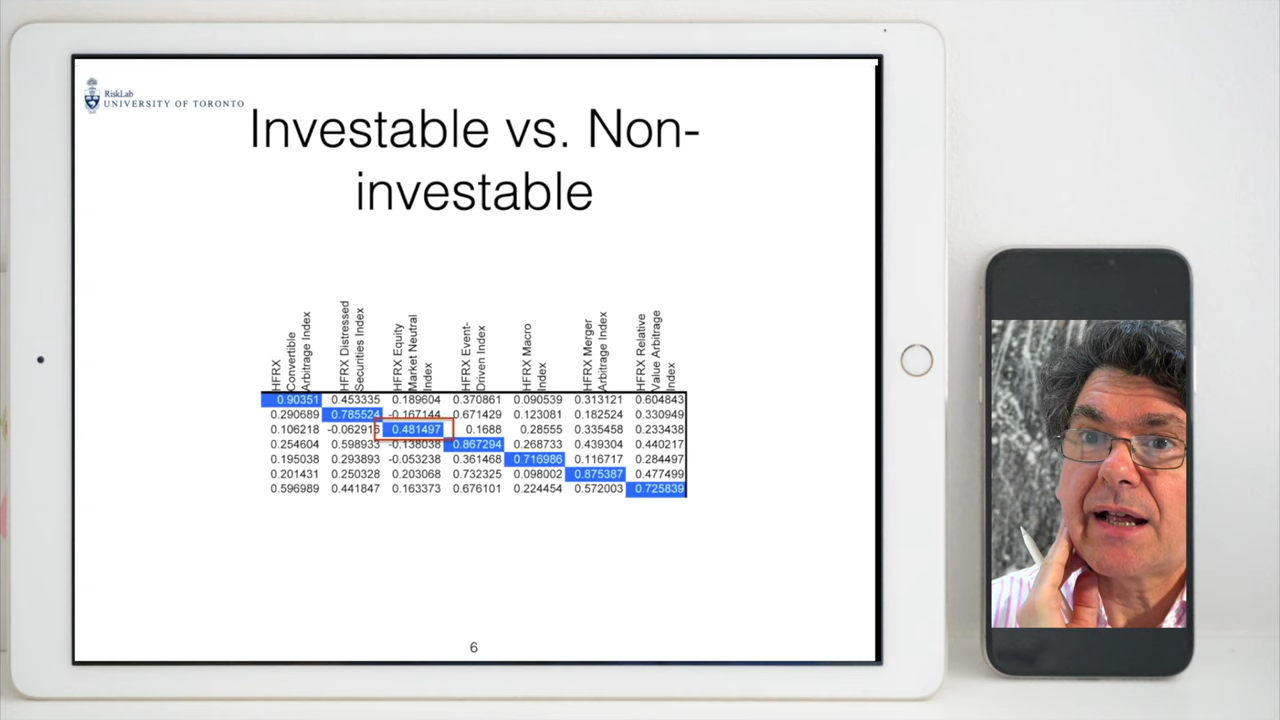 RiskLab
UNIVERSITY OF TORONTO
Investable vs. Non-
investable
HFRX
Convertible
Arbitrage Index
HFRX Distressed
Securities Index
HFRX Equity
Market Neutral
Index
HFRX Event-
Driven Index
HFRX Macro
Index
HFRX Merger
Arbitrage Index
HFRX Relative
Value Arbitrage
Index
0.90351 0.453335 0.189604 0.370861 0.090539 0.313121 0.604843
0.290689 0.785524 -0.167144 0.671429 0.123081 0.182524 0.330949
0.106218 -0.062916 0.481497 0.1688 0.28555 0.335458 0.233438
0.254604 0.598933 -0.138038 0.867294 0.268733 0.439304 0.440217
0.195038 0.293893 -0.053238 0.361468 0.716986 0.116717 0.284497
0.201431 0.250328 0.203068 0.732325 0.098002 0.875387 0.477499
0.596989 0.441847 0.163373 0.676101 0.224454 0.572003 0.725839
6